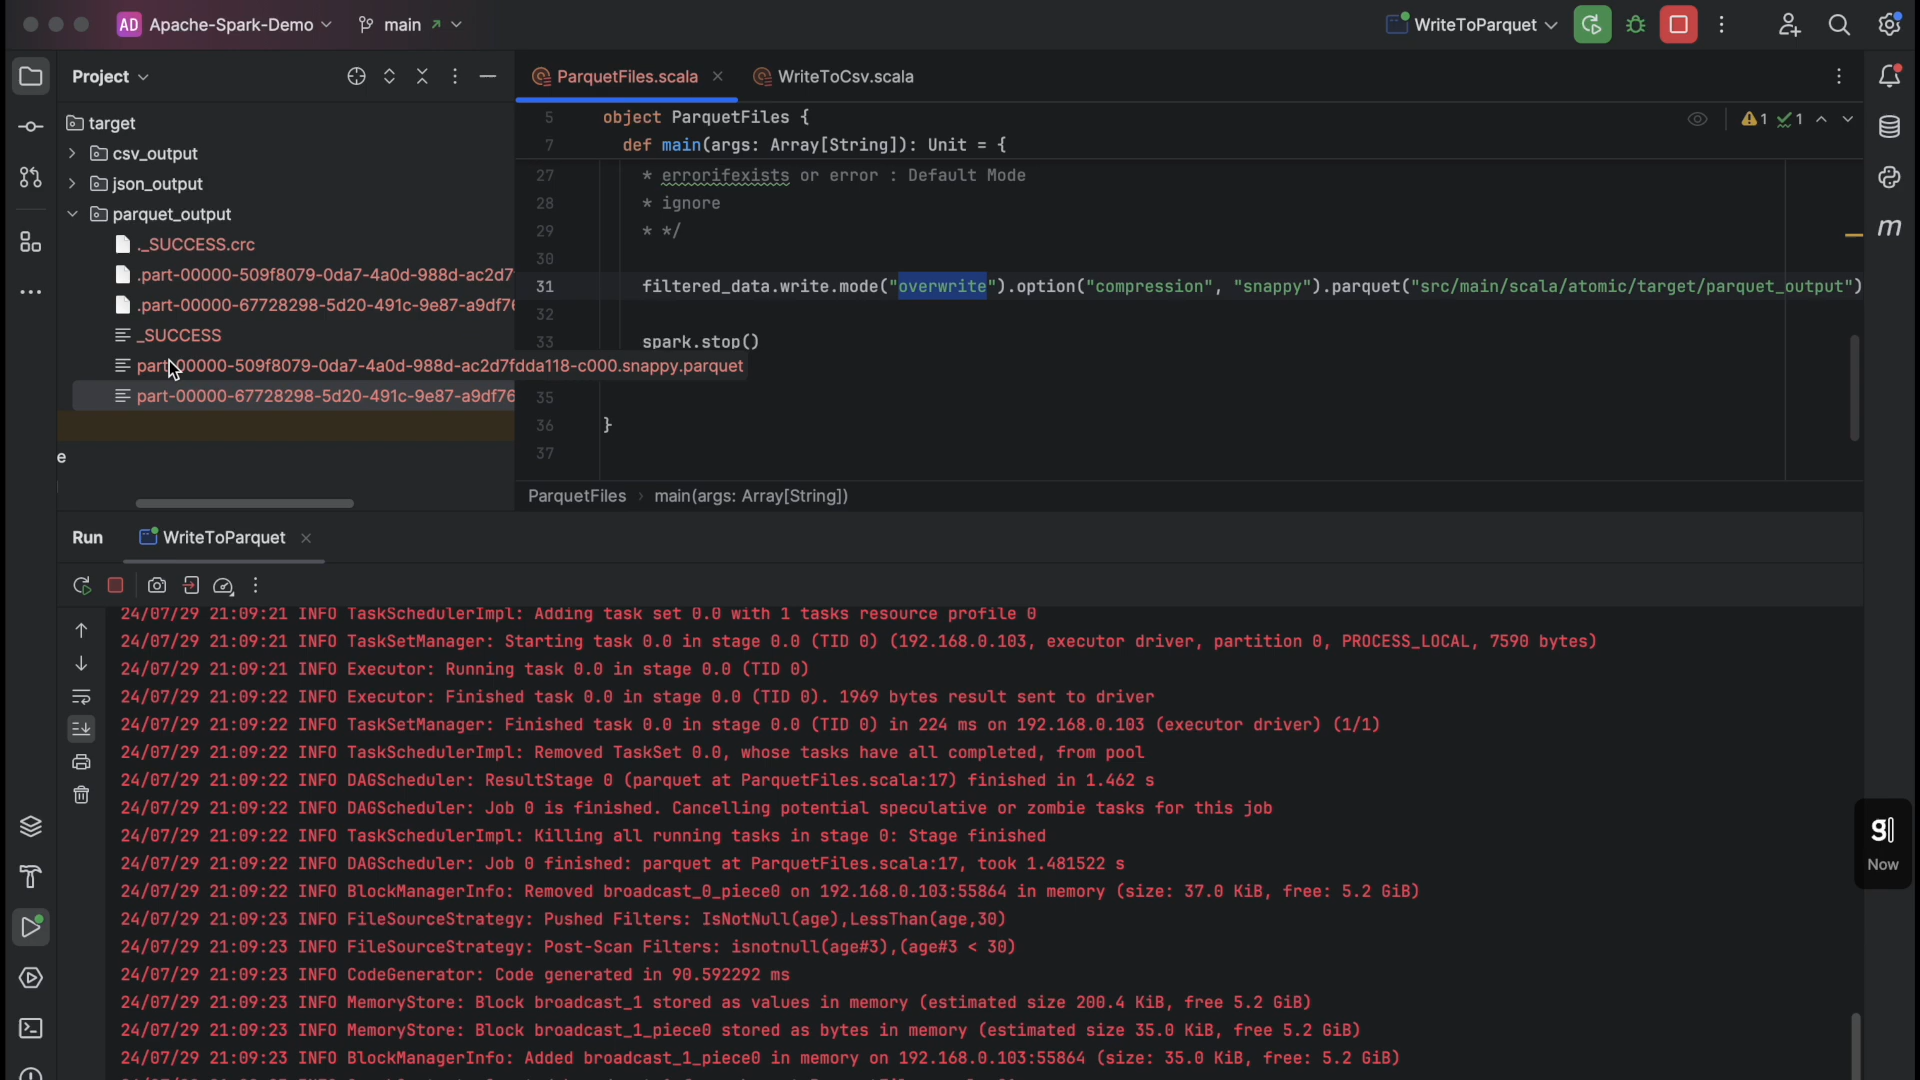 AD Apache-Spark-Demo main WriteToParquet
Project
ParquetFiles.scala WriteToCsv.scala
target
csv_output
json_output
parquet_output
._SUCCESS.crc
.part-00000-509f8079-0da7-4a0d-988d-ac2d7
.part-00000-67728298-5d20-491c-9e87-a9df76
_SUCCESS
part-00000-509f8079-0da7-4a0d-988d-ac2d7fdda118-c000.snappy.parquet
part-00000-67728298-5d20-491c-9e87-a9df76
e
5 object ParquetFiles {
1 1
7 def main(args: Array[String]): Unit = {
27 * errorifexists or error : Default Mode
28 * ignore
29 * */
30
31 filtered_data.write.mode("overwrite").option("compression", "snappy").parquet("src/main/scala/atomic/target/parquet_output")
32
33 spark.stop()
35
36 }
37
ParquetFiles main(args: Array[String])
m
Run WriteToParquet
24/07/29 21:09:21 INFO TaskSchedulerImpl: Adding task set 0.0 with 1 tasks resource profile 0
24/07/29 21:09:21 INFO TaskSetManager: Starting task 0.0 in stage 0.0 (TID 0) (192.168.0.103, executor driver, partition 0, PROCESS_LOCAL, 7590 bytes)
24/07/29 21:09:21 INFO Executor: Running task 0.0 in stage 0.0 (TID 0)
24/07/29 21:09:22 INFO Executor: Finished task 0.0 in stage 0.0 (TID 0). 1969 bytes result sent to driver
24/07/29 21:09:22 INFO TaskSetManager: Finished task 0.0 in stage 0.0 (TID 0) in 224 ms on 192.168.0.103 (executor driver) (1/1)
24/07/29 21:09:22 INFO TaskSchedulerImpl: Removed TaskSet 0.0, whose tasks have all completed, from pool
24/07/29 21:09:22 INFO DAGScheduler: ResultStage 0 (parquet at ParquetFiles.scala:17) finished in 1.462 s
24/07/29 21:09:22 INFO DAGScheduler: Job 0 is finished. Cancelling potential speculative or zombie tasks for this job
24/07/29 21:09:22 INFO TaskSchedulerImpl: Killing all running tasks in stage 0: Stage finished
24/07/29 21:09:22 INFO DAGScheduler: Job 0 finished: parquet at ParquetFiles.scala:17, took 1.481522 s
24/07/29 21:09:22 INFO BlockManagerInfo: Removed broadcast_0_piece0 on 192.168.0.103:55864 in memory (size: 37.0 KiB, free: 5.2 GiB)
24/07/29 21:09:23 INFO FileSourceStrategy: Pushed Filters: IsNotNull(age),LessThan(age,30)
24/07/29 21:09:23 INFO FileSourceStrategy: Post-Scan Filters: isnotnull(age#3),(age#3 < 30)
24/07/29 21:09:23 INFO CodeGenerator: Code generated in 90.592292 ms
24/07/29 21:09:23 INFO MemoryStore: Block broadcast_1 stored as values in memory (estimated size 200.4 KiB, free 5.2 GiB)
24/07/29 21:09:23 INFO MemoryStore: Block broadcast_1_piece0 stored as bytes in memory (estimated size 35.0 KiB, free 5.2 GiB)
24/07/29 21:09:23 INFO BlockManagerInfo: Added broadcast_1_piece0 in memory on 192.168.0.103:55864 (size: 35.0 KiB, free: 5.2 GiB)
g
Now